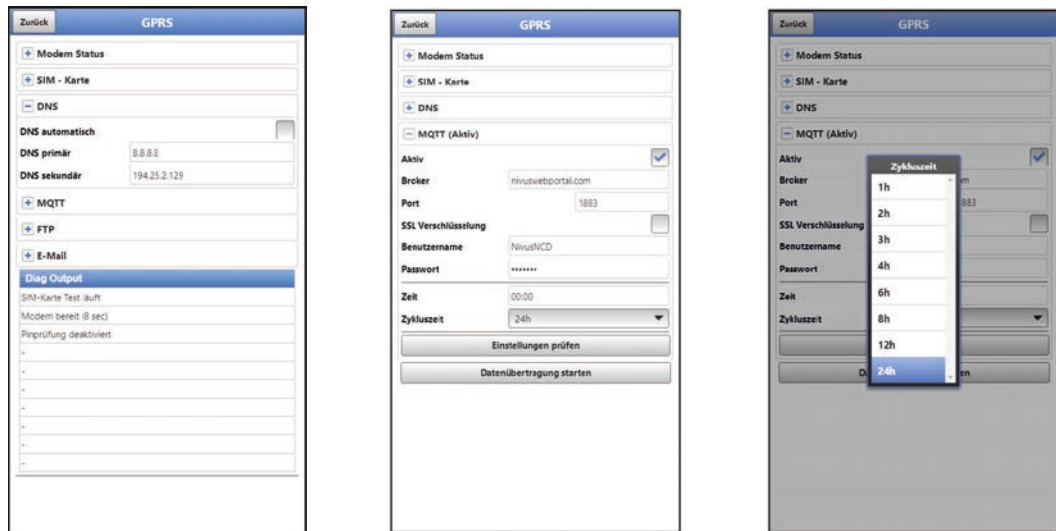 Zurück GPRS
Modem Status
SIM - Karte
DNS
DNS automatisch
DNS primär 8.8.8.8
DNS sekundär 194.25.2.129
MQTT
FTP
E-Mail
Diag Output
SIM-Karte Test läuft
Modem bereit (8 sec)
Pinprüfung deaktiviert
-
-
-
-
-
-
-
Zurück GPRS
Modem Status
SIM - Karte
DNS
MQTT (Aktiv)
Aktiv
Broker nivuswebportal.com
Port 1883
SSL Verschlüsselung
Benutzername NivusNCD
Passwort •••••••
Zeit 00:00
Zykluszeit 24h
Einstellungen prüfen
Datenübertragung starten
Zurück GPRS
Modem Status
SIM - Karte
DNS
MQTT (Aktiv)
Aktiv
Broker
Port 883
SSL Verschlüsselung
Benutzername
Passwort
Zeit
Zykluszeit
Zykluszeit
1h
2h
3h
4h
6h
8h
12h
24h